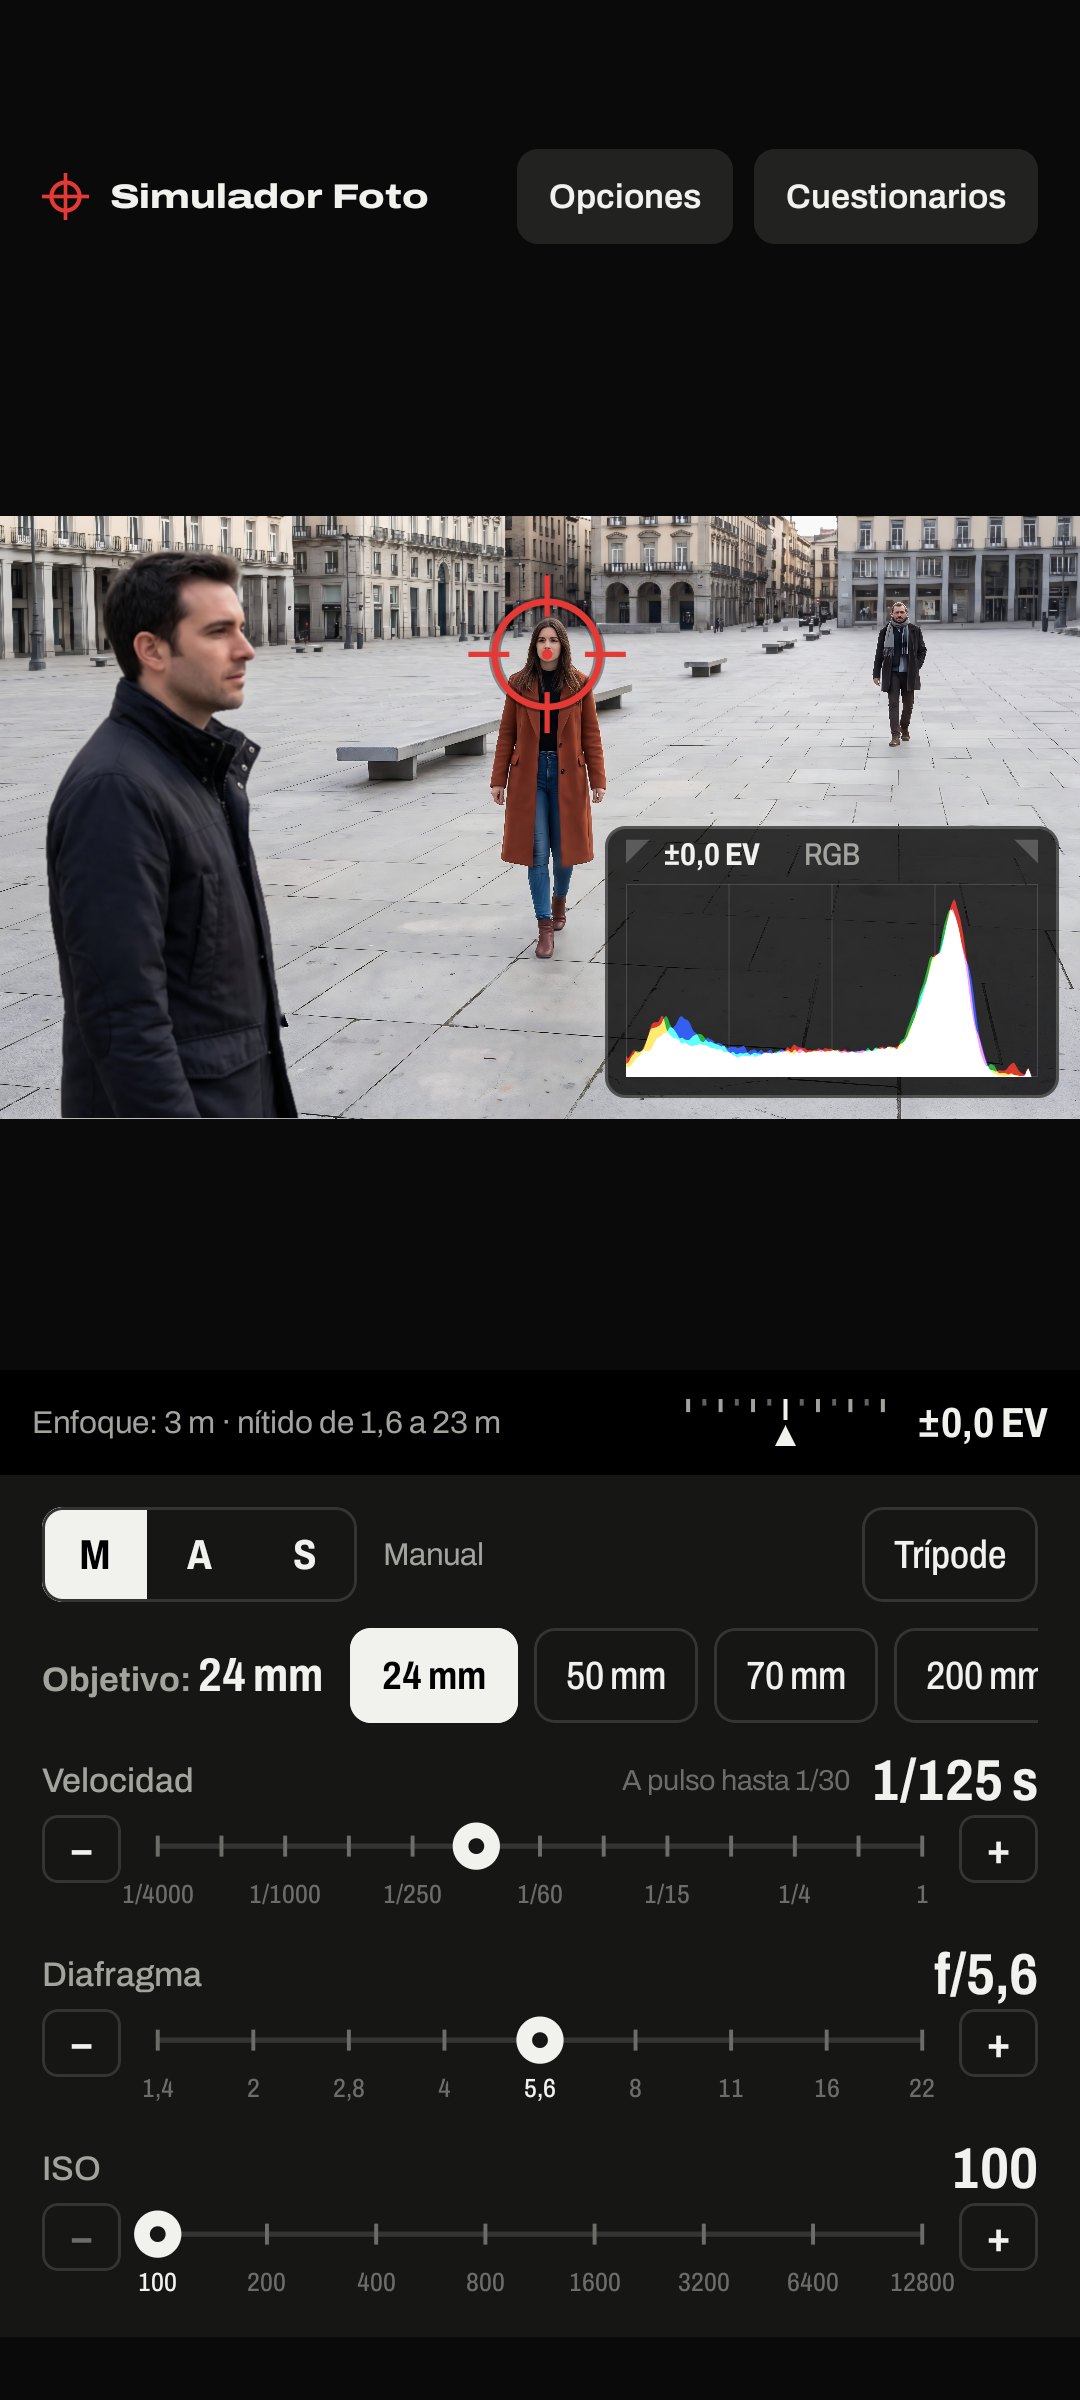 Simulador Foto
Opciones
Cuestionarios
±0,0 EV RGB
Enfoque: 3 m · nítido de 1,6 a 23 m
±0,0 EV
M A S Manual
Trípode
Objetivo: 24 mm
24 mm
50 mm
70 mm
200 mm
Velocidad
A pulso hasta 1/30
1/125 s
− +
1/4000 1/1000 1/250 1/60 1/15 1/4 1
Diafragma
f/5,6
− +
1,4 2 2,8 4 5,6 8 11 16 22
ISO
100
− +
100 200 400 800 1600 3200 6400 12800